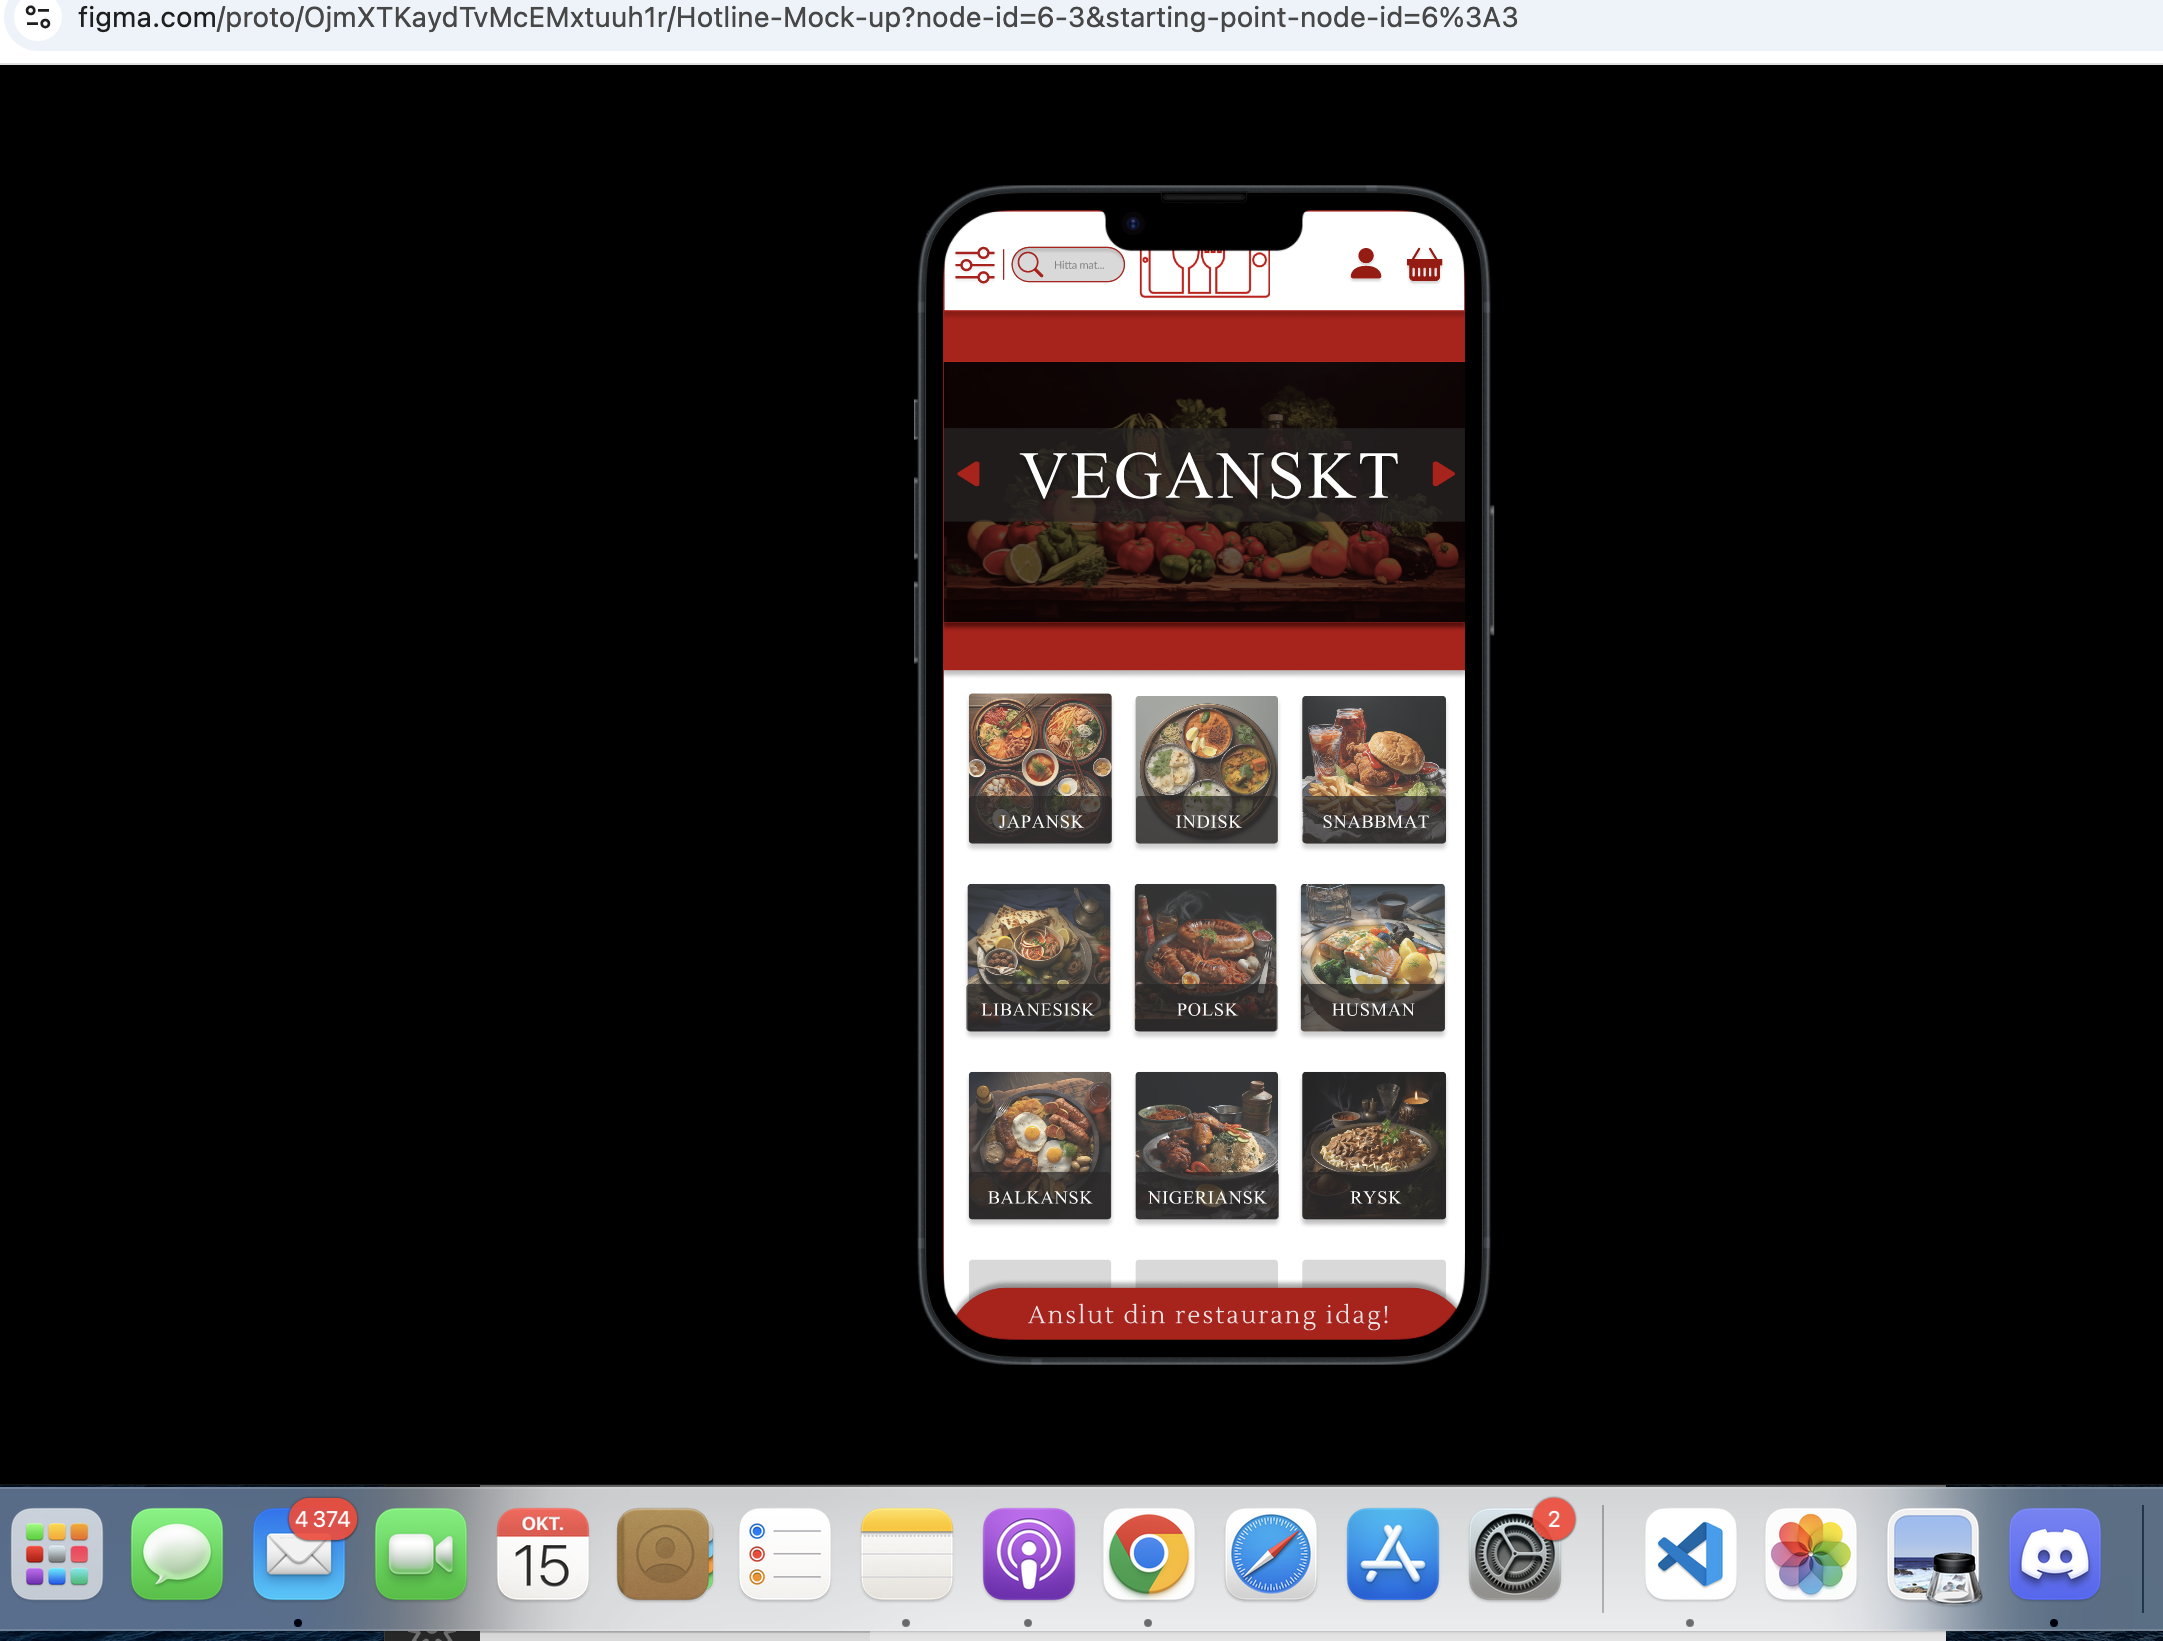 figma.com/proto/OjmXTKaydTvMcEMxtuuh1r/Hotline-Mock-up?node-id=6-3&starting-point-node-id=6%3A3
Hitta mat...
VEGANSKT
JAPANSK
INDISK
SNABBMAT
LIBANESISK
POLSK
HUSMAN
BALKANSK
NIGERIANSK
RYSK
Anslut din restaurang idag!
4 374
OKT.
15
2